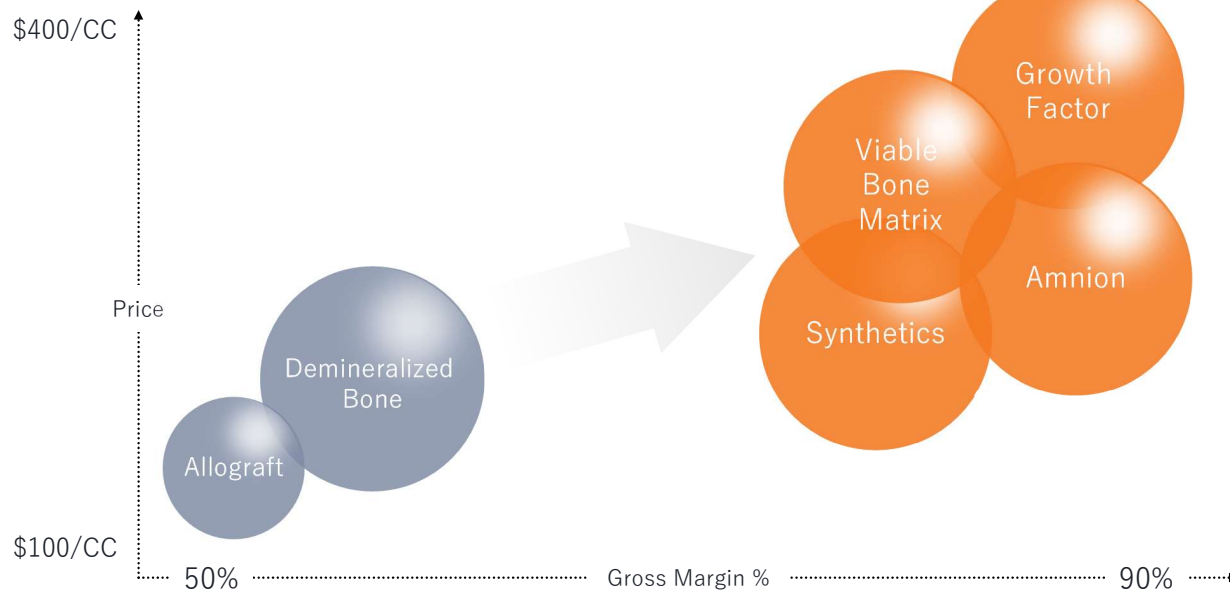 $400/CC
Growth
Factor
Viable
Bone
Matrix
Amnion
Price
Synthetics
Demineralized
Bone
Allograft
$100/CC
50%
Gross Margin %
90%